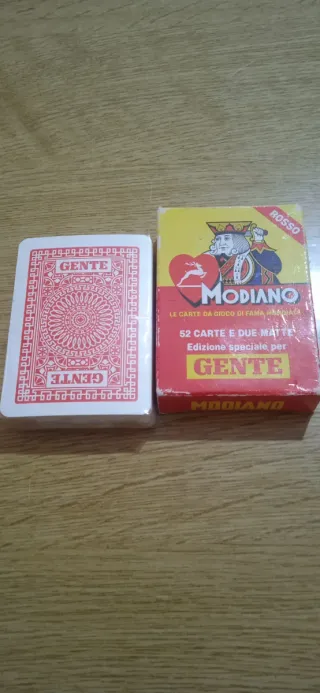 GENTE
GENTE
ROSSO
MODIANO
LE CARTE DA GIOCO DI FAMA MONDIALE
52 CARTE E DUE MATTE
Edizione speciale per
GENTE
MODIANO